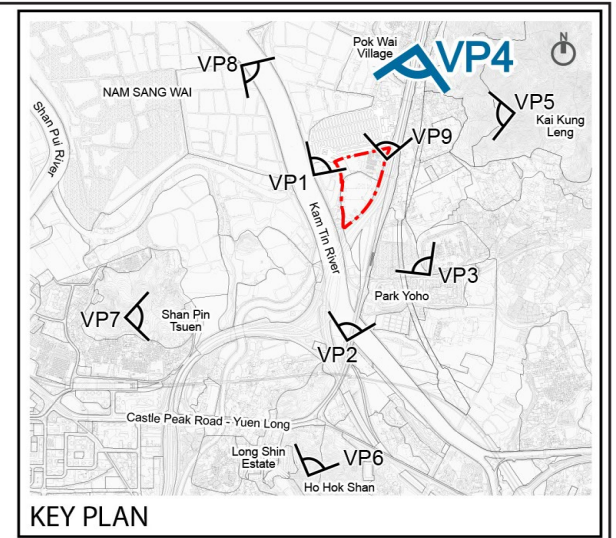 Pok Wai
Village
VP4
N
VP8
NAM SANG WAI
VP5
Kai Kung
Leng
Shan Pui River
VP9
VP1
Kam Tin River
VP3
Park Yoho
VP7
Shan Pin
Tsuen
VP2
Castle Peak Road - Yuen Long
Long Shin
Estate
VP6
Ho Hok Shan
KEY PLAN